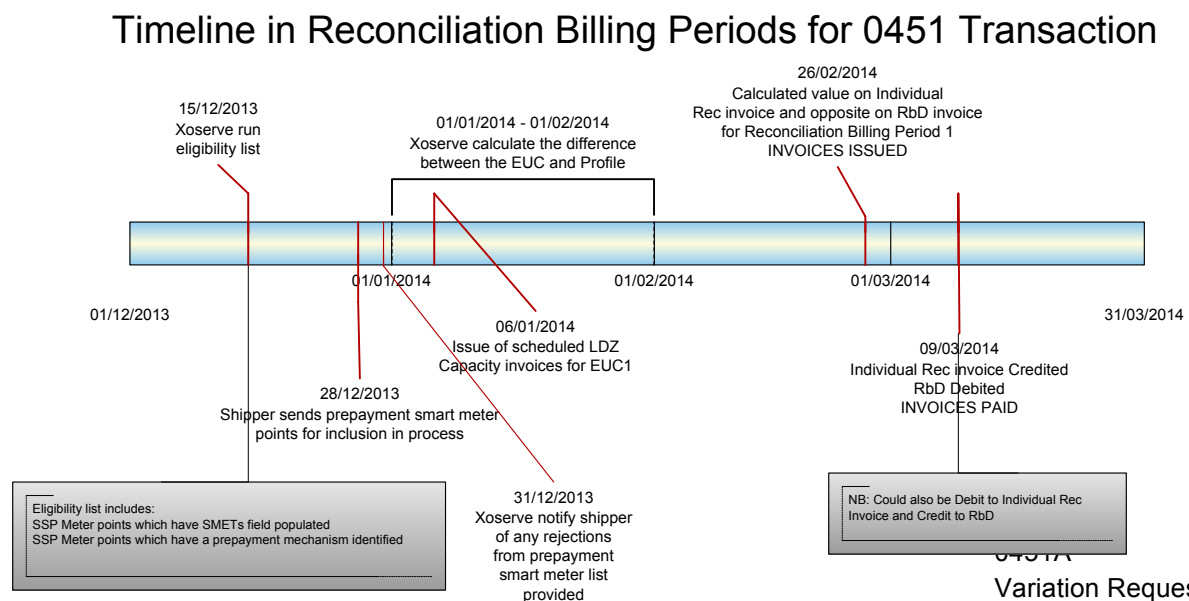 Timeline in Reconciliation Billing Periods for 0451 Transaction
26/02/2014
Calculated value on Individual
Rec invoice and opposite on RbD invoice
for Reconciliation Billing Period 1
INVOICES ISSUED
15/12/2013
Xoserve run
eligibility list
01/01/2014 - 01/02/2014
Xoserve calculate the difference
between the EUC and Profile
01/01/2014
01/02/2014
01/03/2014
01/12/2013
31/03/2014
06/01/2014
Issue of scheduled LDZ
Capacity invoices for EUC1
09/03/2014
Individual Rec invoice Credited
RbD Debited
INVOICES PAID
28/12/2013
Shipper sends prepayment smart meter
points for inclusion in process
31/12/2013
Xoserve notify shipper
of any rejections
from prepayment
smart meter list
provided
Eligibility list includes:
SSP Meter points which have SMETs field populated
SSP Meter points which have a prepayment mechanism identified
NB: Could also be Debit to Individual Rec
Invoice and Credit to RbD
0451A
Variation Reques